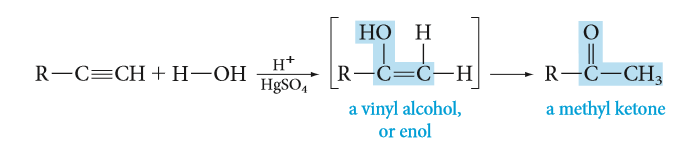 HO H O
R—C≡CH + H—OH H⁺ R—C=C—H R—C—CH₃
HgSO₄
a vinyl alcohol, a methyl ketone
or enol